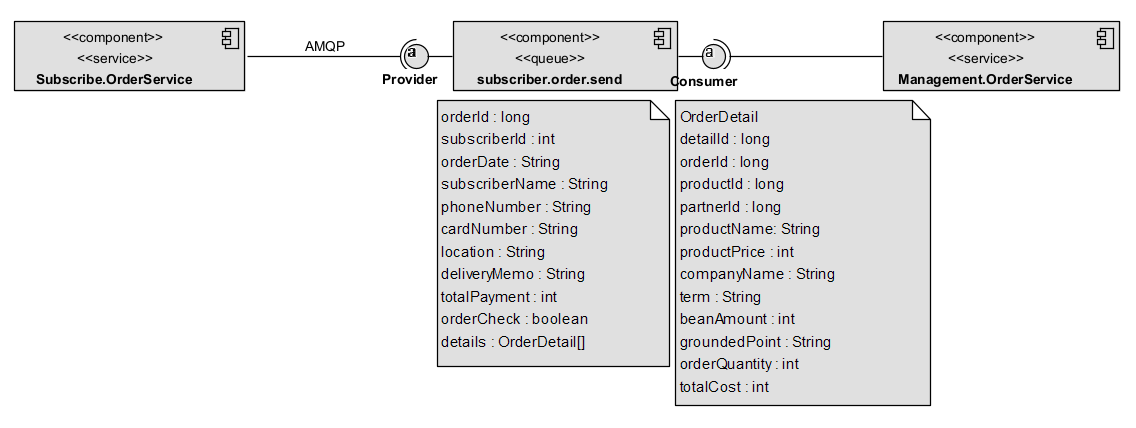 <<component>>
<<service>>
Subscribe.OrderService
AMQP
a
Provider
<<component>>
<<queue>>
subscriber.order.send
a
Consumer
<<component>>
<<service>>
Management.OrderService
orderId : long
subscriberId : int
orderDate : String
subscriberName : String
phoneNumber : String
cardNumber : String
location : String
deliveryMemo : String
totalPayment : int
orderCheck : boolean
details : OrderDetail[]
OrderDetail
detailId : long
orderId : long
productId : long
partnerId : long
productName: String
productPrice : int
companyName : String
term : String
beanAmount : int
groundedPoint : String
orderQuantity : int
totalCost : int